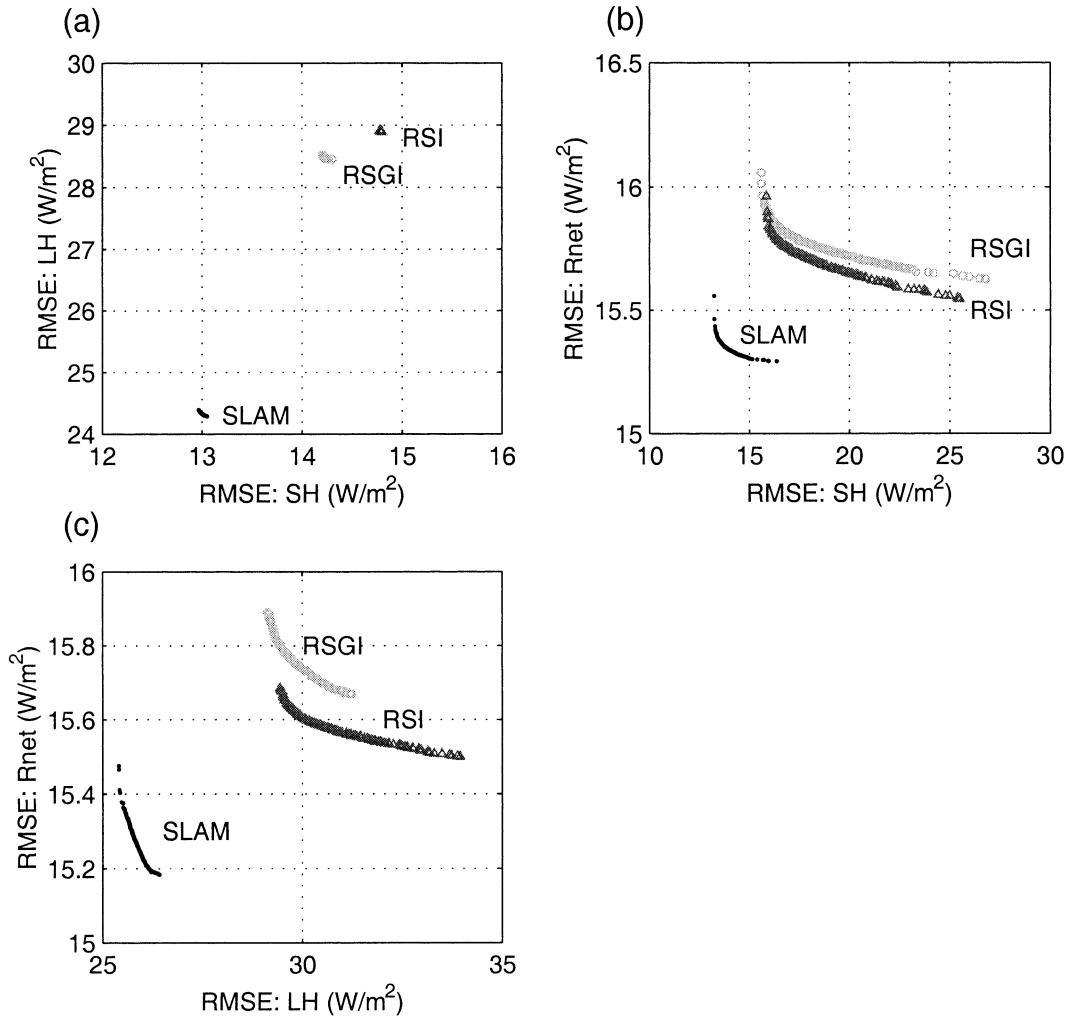 (a)
30
29
28
27
26
25
24
RMSE: LH (W/m²)
RSI
RSGI
SLAM
12
13
14
15
16
RMSE: SH (W/m²)
(b)
16.5
16
15.5
15
RMSE: Rnet (W/m²)
RSGI
RSI
SLAM
10
15
20
25
30
RMSE: SH (W/m²)
(c)
16
15.8
15.6
15.4
15.2
15
RMSE: Rnet (W/m²)
RSGI
RSI
SLAM
25
30
35
RMSE: LH (W/m²)